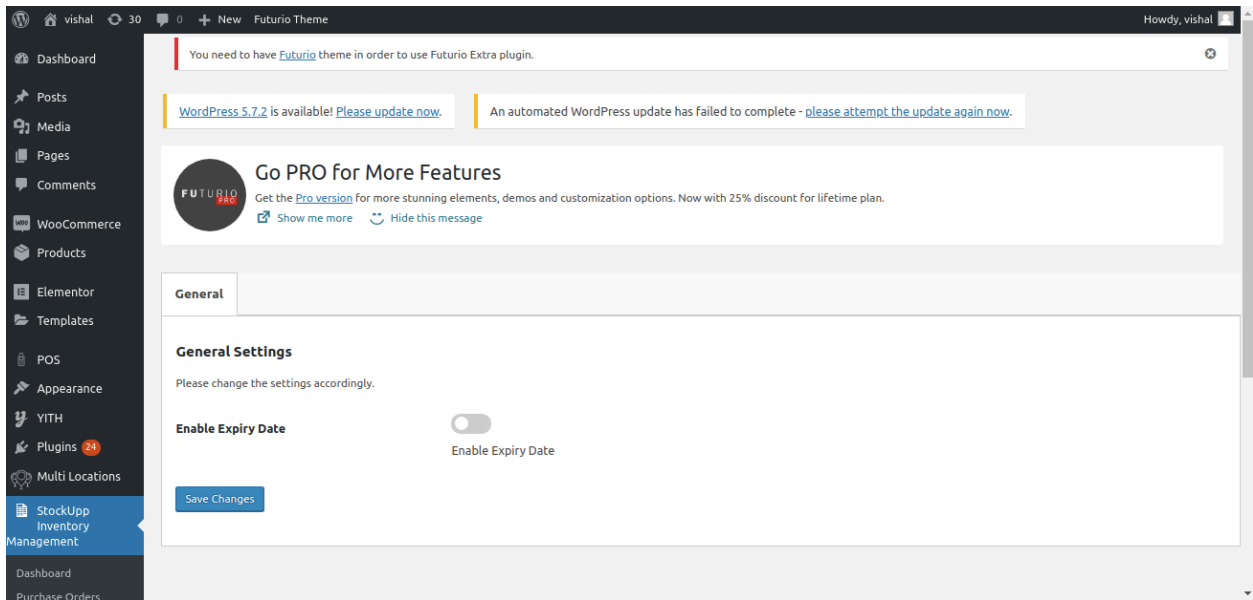 vishal 30 0 + New Futurio Theme Howdy, vishal
Dashboard
Posts
Media
Pages
Comments
WooCommerce
Products
Elementor
Templates
POS
Appearance
YITH
Plugins 24
Multi Locations
StockUpp
Inventory
Management
Dashboard
Purchase Orders
You need to have Futurio theme in order to use Futurio Extra plugin.
WordPress 5.7.2 is available! Please update now.
An automated WordPress update has failed to complete - please attempt the update again now.
FUTURIO
PRO
Go PRO for More Features
Get the Pro version for more stunning elements, demos and customization options. Now with 25% discount for lifetime plan.
Show me more Hide this message
General
General Settings
Please change the settings accordingly.
Enable Expiry Date
Enable Expiry Date
Save Changes